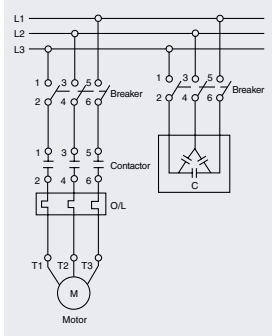 L1
L2
L3
1 3 5
Breaker
2 4 6
1 3 5
Breaker
2 4 6
1 3 5
Contactor
2 4 6
C
O/L
T1 T2 T3
M
Motor